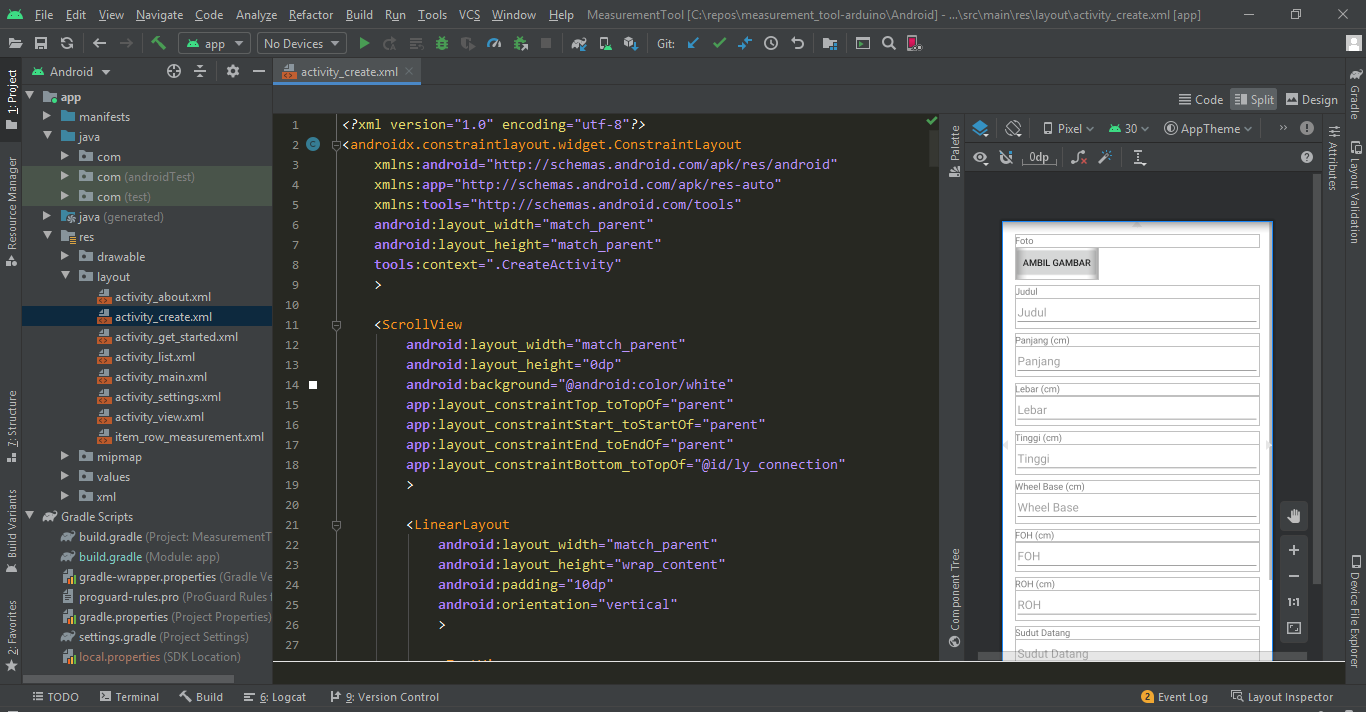 File Edit View Navigate Code Analyze Refactor Build Run Tools VCS Window Help MeasurementTool [C:\repos\measurement_tool-arduino\Android] - ...\src\main\res\layout\activity_create.xml [app]
app No Devices Git:
1: Project
Resource Manager
7: Structure
Build Variants
2: Favorites
Android
app
manifests
java
com
com (androidTest)
com (test)
java (generated)
res
drawable
layout
activity_about.xml
activity_create.xml
activity_get_started.xml
activity_list.xml
activity_main.xml
activity_settings.xml
activity_view.xml
item_row_measurement.xml
mipmap
values
xml
Gradle Scripts
build.gradle (Project: MeasurementT
build.gradle (Module: app)
gradle-wrapper.properties (Gradle Ve
proguard-rules.pro (ProGuard Rules f
gradle.properties (Project Properties)
settings.gradle (Project Settings)
local.properties (SDK Location)
activity_create.xml
Code Split Design
1 <?xml version="1.0" encoding="utf-8"?>
2 <androidx.constraintlayout.widget.ConstraintLayout
3 xmlns:android="http://schemas.android.com/apk/res/android"
4 xmlns:app="http://schemas.android.com/apk/res-auto"
5 xmlns:tools="http://schemas.android.com/tools"
6 android:layout_width="match_parent"
7 android:layout_height="match_parent"
8 tools:context=".CreateActivity"
9 >
10
11 <ScrollView
12 android:layout_width="match_parent"
13 android:layout_height="0dp"
14 android:background="@android:color/white"
15 app:layout_constraintTop_toTopOf="parent"
16 app:layout_constraintStart_toStartOf="parent"
17 app:layout_constraintEnd_toEndOf="parent"
18 app:layout_constraintBottom_toTopOf="@id/ly_connection"
19 >
20
21 <LinearLayout
22 android:layout_width="match_parent"
23 android:layout_height="wrap_content"
24 android:padding="10dp"
25 android:orientation="vertical"
26 >
27
Palette
Component Tree
Pixel 30 AppTheme
0dp
Foto
AMBIL GAMBAR
Judul
Judul
Panjang (cm)
Panjang
Lebar (cm)
Lebar
Tinggi (cm)
Tinggi
Wheel Base (cm)
Wheel Base
FOH (cm)
FOH
ROH (cm)
ROH
Sudut Datang
Sudut Datang
1:1
Attributes
Gradle
Layout Validation
Device File Explorer
TODO Terminal Build 6: Logcat 9: Version Control 2 Event Log Layout Inspector